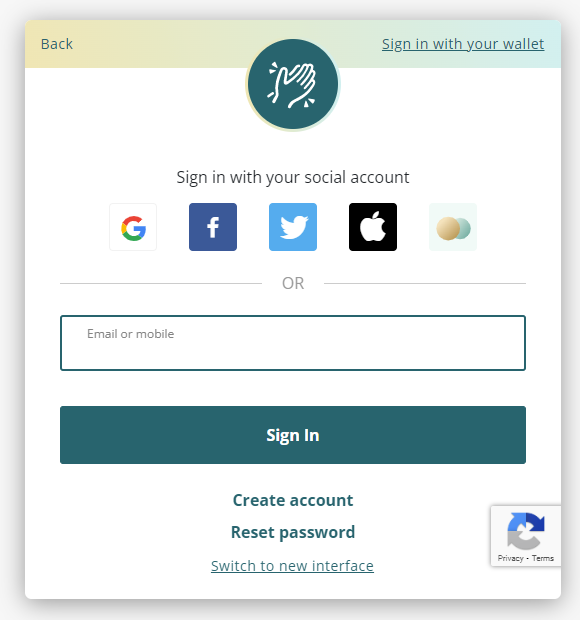 Back
Sign in with your wallet
Sign in with your social account
OR
Email or mobile
Sign In
Create account
Reset password
Switch to new interface
Privacy - Terms